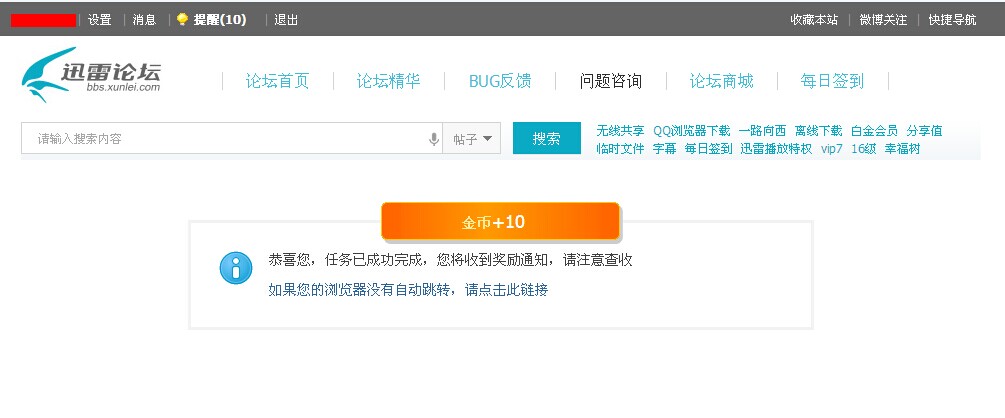 设置 消息 提醒(10) 退出 收藏本站 微博关注 快捷导航
迅雷论坛
bbs.xunlei.com
论坛首页 论坛精华 BUG反馈 问题咨询 论坛商城 每日签到
请输入搜索内容 帖子 搜索
无线共享 QQ浏览器下载 一路向西 离线下载 白金会员 分享值
临时文件 字幕 每日签到 迅雷播放特权 vip7 16级 幸福树
金币+10
恭喜您，任务已成功完成，您将收到奖励通知，请注意查收
如果您的浏览器没有自动跳转，请点击此链接